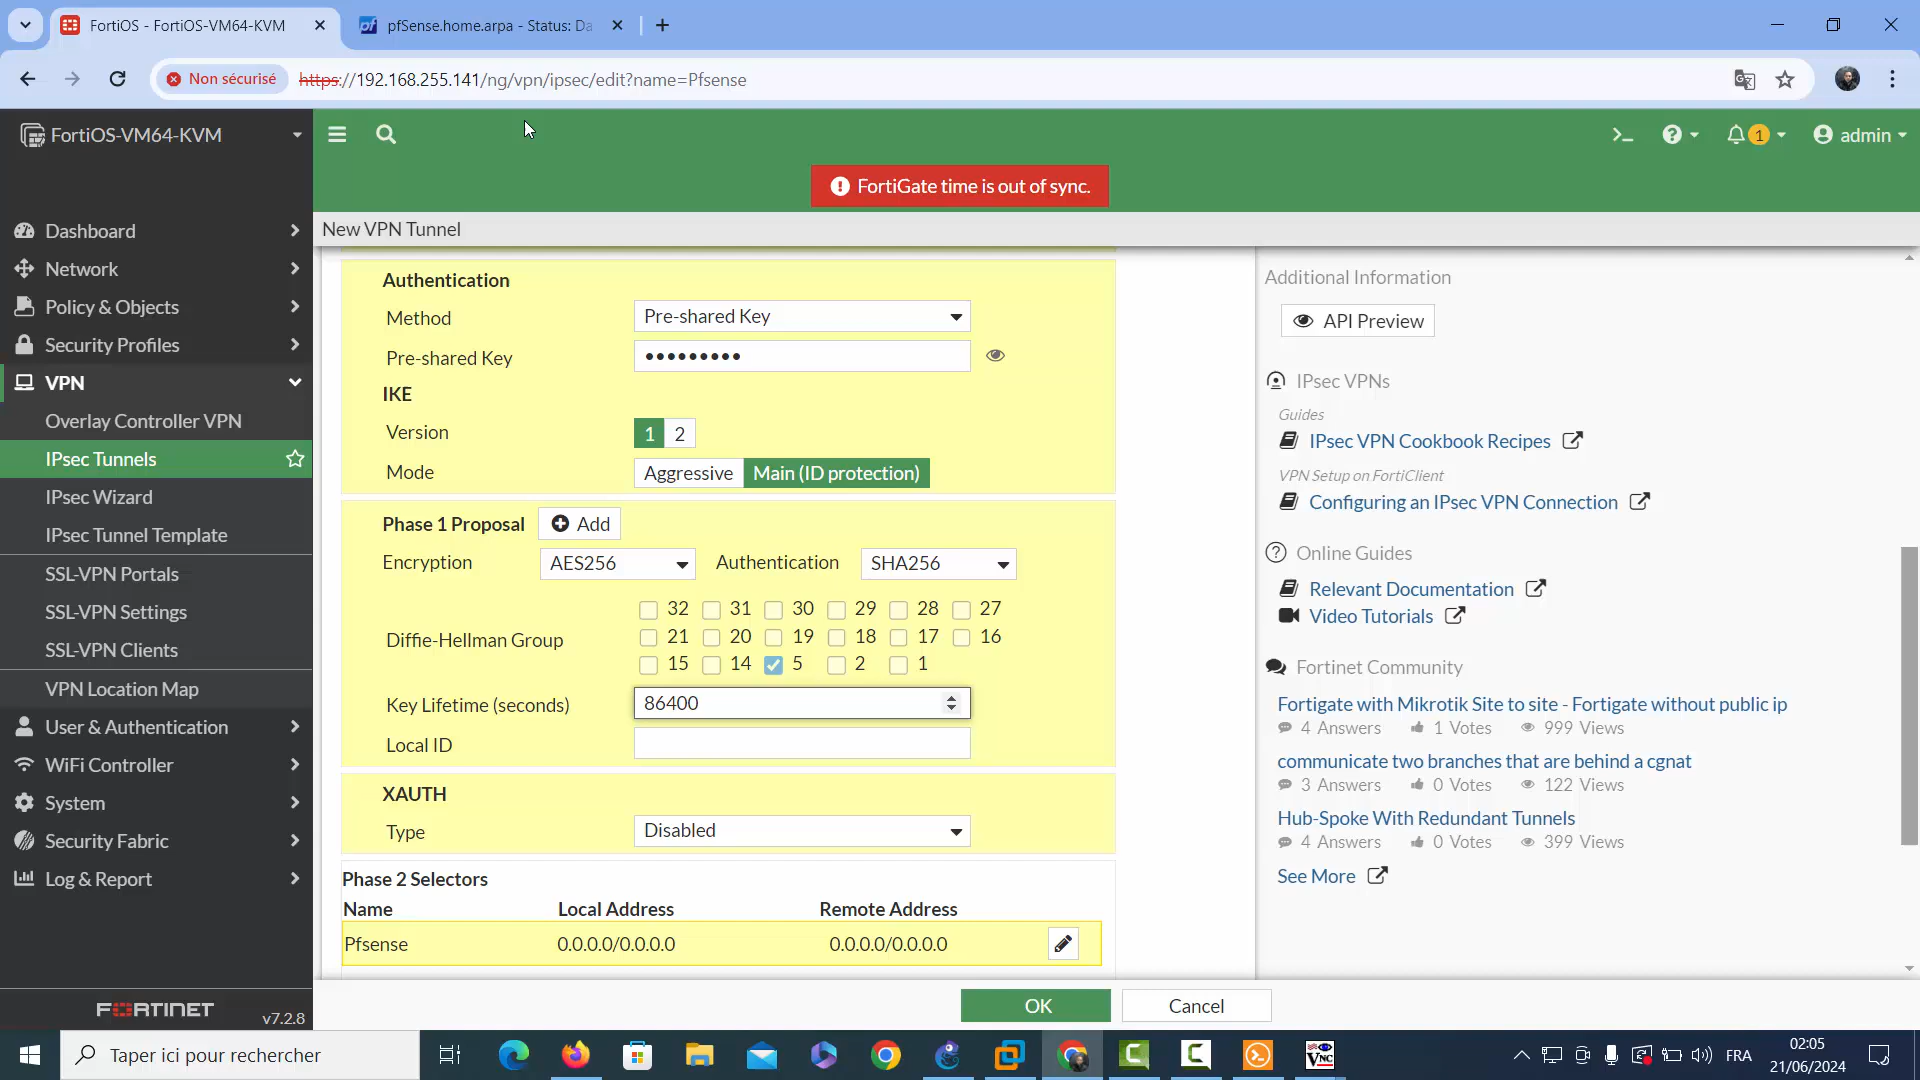 FortiOS - FortiOS-VM64-KVM
pfSense.home.arpa - Status: Da
Non sécurisé
https://192.168.255.141/ng/vpn/ipsec/edit?name=Pfsense
FortiOS-VM64-KVM
1
admin
FortiGate time is out of sync.
New VPN Tunnel
Dashboard
Network
Policy & Objects
Security Profiles
VPN
Overlay Controller VPN
IPsec Tunnels
IPsec Wizard
IPsec Tunnel Template
SSL-VPN Portals
SSL-VPN Settings
SSL-VPN Clients
VPN Location Map
User & Authentication
WiFi Controller
System
Security Fabric
Log & Report
FORTINET
v7.2.8
Authentication
Method
Pre-shared Key
Pre-shared Key
•••••••••
IKE
Version
1 2
Mode
Aggressive Main (ID protection)
Phase 1 Proposal Add
Encryption AES256 Authentication SHA256
32 31 30 29 28 27
Diffie-Hellman Group
21 20 19 18 17 16
15 14 5 2 1
Key Lifetime (seconds) 86400
Local ID
XAUTH
Type Disabled
Phase 2 Selectors
Name Local Address Remote Address
Pfsense 0.0.0.0/0.0.0.0 0.0.0.0/0.0.0.0
OK Cancel
Additional Information
API Preview
IPsec VPNs
Guides
IPsec VPN Cookbook Recipes
VPN Setup on FortiClient
Configuring an IPsec VPN Connection
Online Guides
Relevant Documentation
Video Tutorials
Fortinet Community
Fortigate with Mikrotik Site to site - Fortigate without public ip
4 Answers 1 Votes 999 Views
communicate two branches that are behind a cgnat
3 Answers 0 Votes 122 Views
Hub-Spoke With Redundant Tunnels
4 Answers 0 Votes 399 Views
See More
Taper ici pour rechercher
VNC
FRA
02:05
21/06/2024